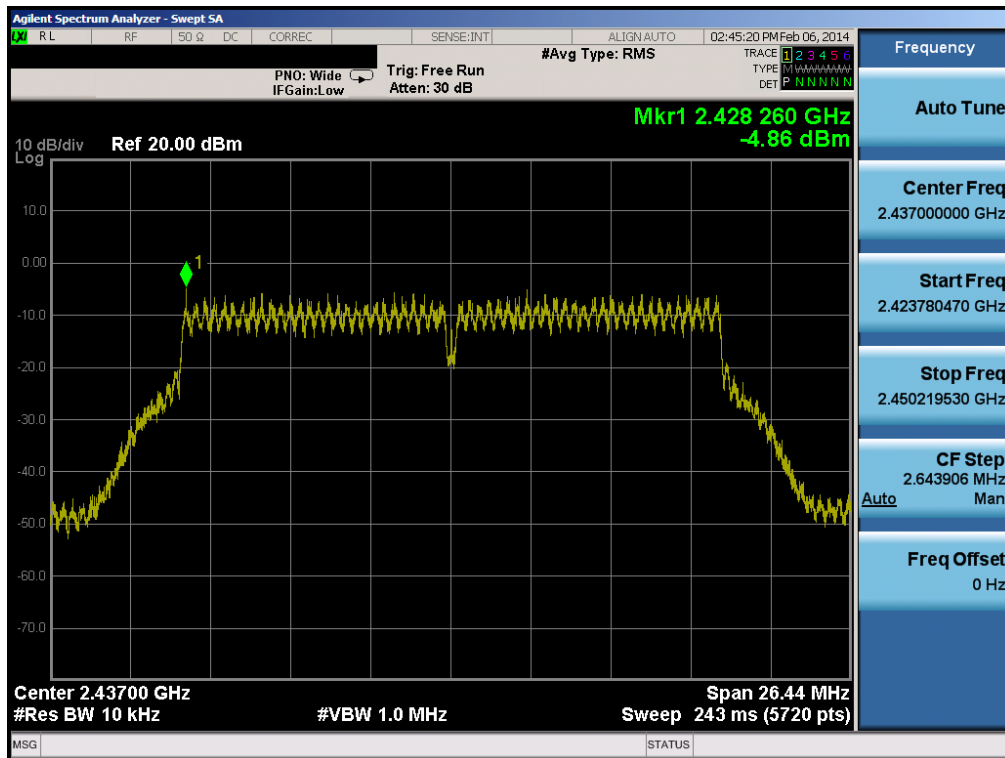 Agilent Spectrum Analyzer - Swept SA
LXI RL RF 50 Ω DC CORREC SENSE:INT ALIGN AUTO 02:45:20 PM Feb 06, 2014
#Avg Type: RMS
TRACE 1 2 3 4 5 6
TYPE M WWWWW
DET P N N N N N
PNO: Wide
IFGain:Low
Trig: Free Run
Atten: 30 dB
Mkr1 2.428 260 GHz
-4.86 dBm
10 dB/div Ref 20.00 dBm
Log
1
10.0
0.00
-10.0
-20.0
-30.0
-40.0
-50.0
-60.0
-70.0
Center 2.43700 GHz Span 26.44 MHz
#Res BW 10 kHz #VBW 1.0 MHz Sweep 243 ms (5720 pts)
MSG STATUS
Frequency
Auto Tune
Center Freq
2.437000000 GHz
Start Freq
2.423780470 GHz
Stop Freq
2.450219530 GHz
CF Step
2.643906 MHz
Auto Man
Freq Offset
0 Hz